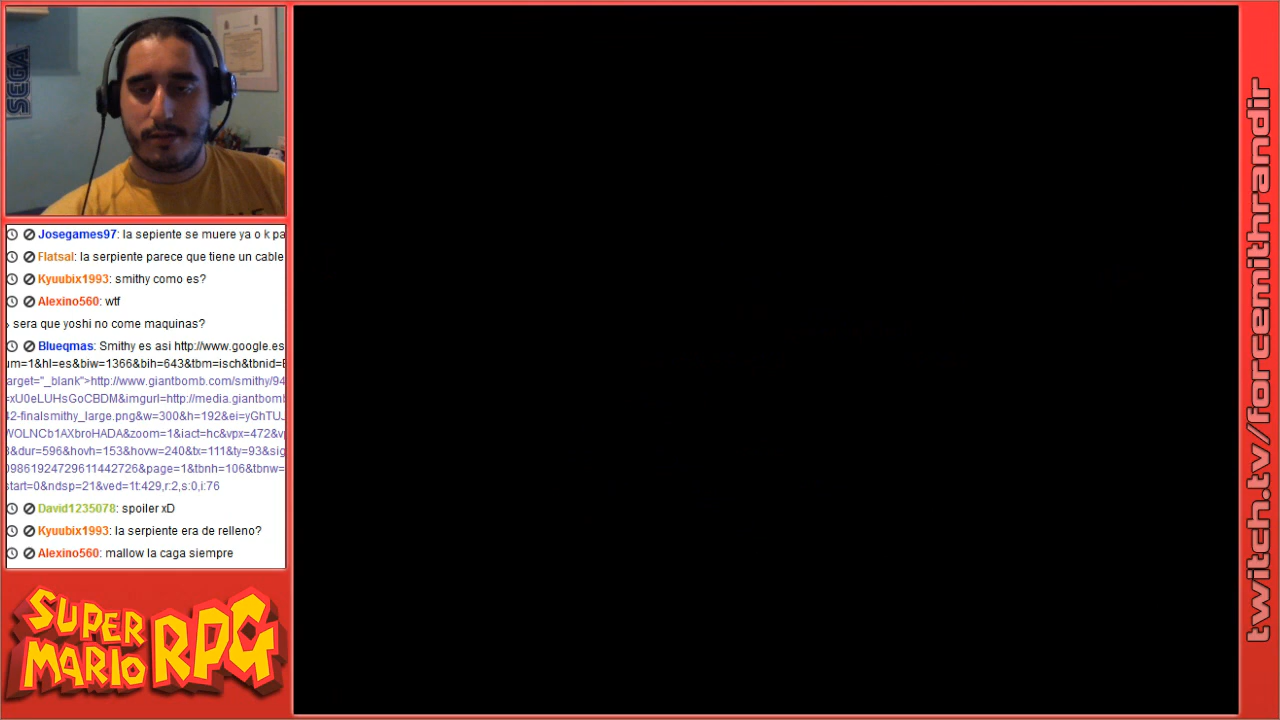 SEGA
Josegames97: la sepiente se muere ya o k pa
Flatsal: la serpiente parece que tiene un cable
Kyuubix1993: smithy como es?
Alexino560: wtf
sera que yoshi no come maquinas?
Blueqmas: Smithy es asi http://www.google.es
um=1&hl=es&biw=1366&bih=643&tbm=isch&tbnid=E
arget="_blank">http://www.giantbomb.com/smithy/94
=xU0eLUHsGoCBDM&imgurl=http://media.giantbomb
32-finalsmithy_large.png&w=300&h=192&ei=yGhTUJ
WOLNCb1AXbroHADA&zoom=1&iact=hc&vpx=472&v
3&dur=596&hovh=153&hovw=240&tx=111&ty=93&sig
09861924729611442726&page=1&tbnh=106&tbnw=
start=0&ndsp=21&ved=1t:429,r:2,s:0,i:76
David1235078: spoiler xD
Kyuubix1993: la serpiente era de relleno?
Alexino560: mallow la caga siempre
SUPER
MARIO RPG
twitch.tv/forcemithrandir